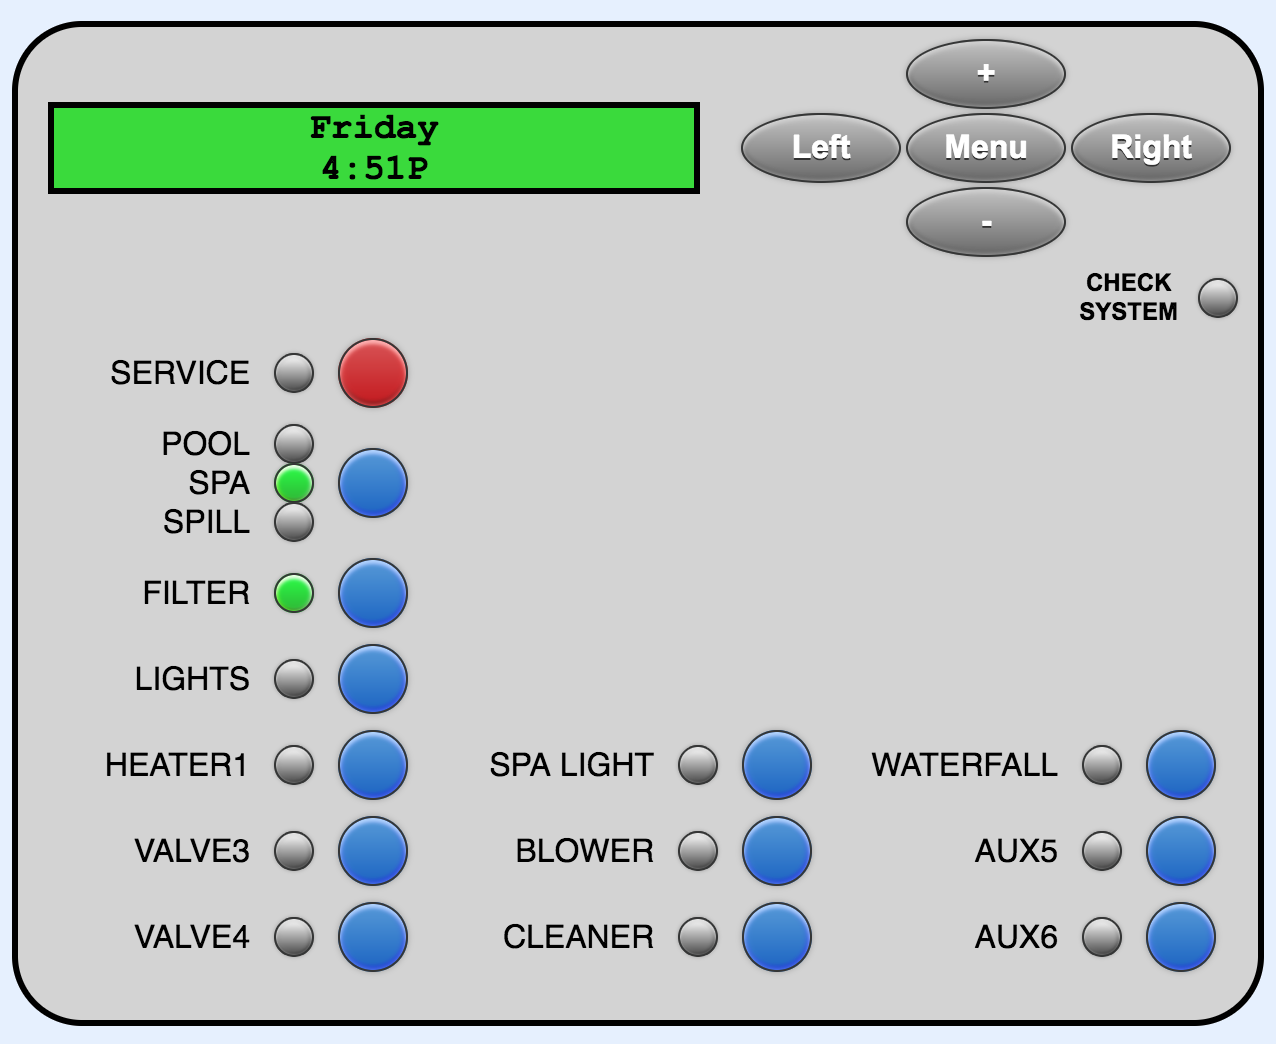 Friday
4:51P
+
Left
Menu
Right
-
CHECK
SYSTEM
SERVICE
POOL
SPA
SPILL
FILTER
LIGHTS
HEATER1
SPA LIGHT
WATERFALL
VALVE3
BLOWER
AUX5
VALVE4
CLEANER
AUX6